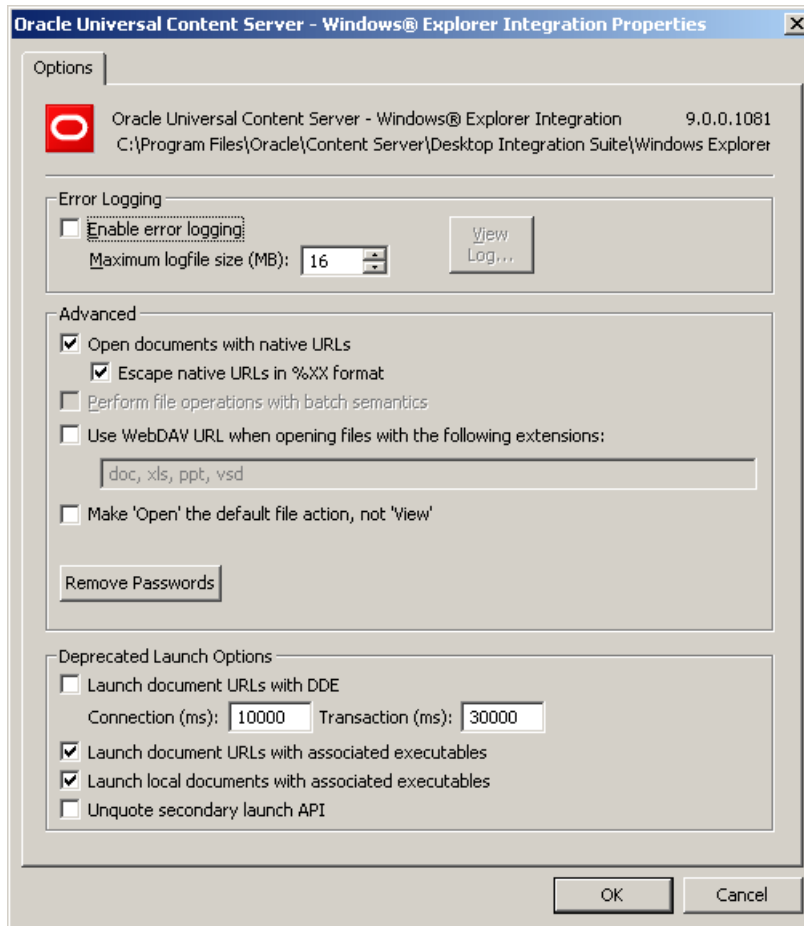 Oracle Universal Content Server - Windows® Explorer Integration Properties
Options
Oracle Universal Content Server - Windows® Explorer Integration 9.0.0.1081
C:\Program Files\Oracle\Content Server\Desktop Integration Suite\Windows Explorer
Error Logging
Enable error logging
View Log...
Maximum logfile size (MB): 16
Advanced
Open documents with native URLs
Escape native URLs in %XX format
Perform file operations with batch semantics
Use WebDAV URL when opening files with the following extensions:
doc, xls, ppt, vsd
Make 'Open' the default file action, not 'View'
Remove Passwords
Deprecated Launch Options
Launch document URLs with DDE
Connection (ms): 10000 Transaction (ms): 30000
Launch document URLs with associated executables
Launch local documents with associated executables
Unquote secondary launch API
OK Cancel